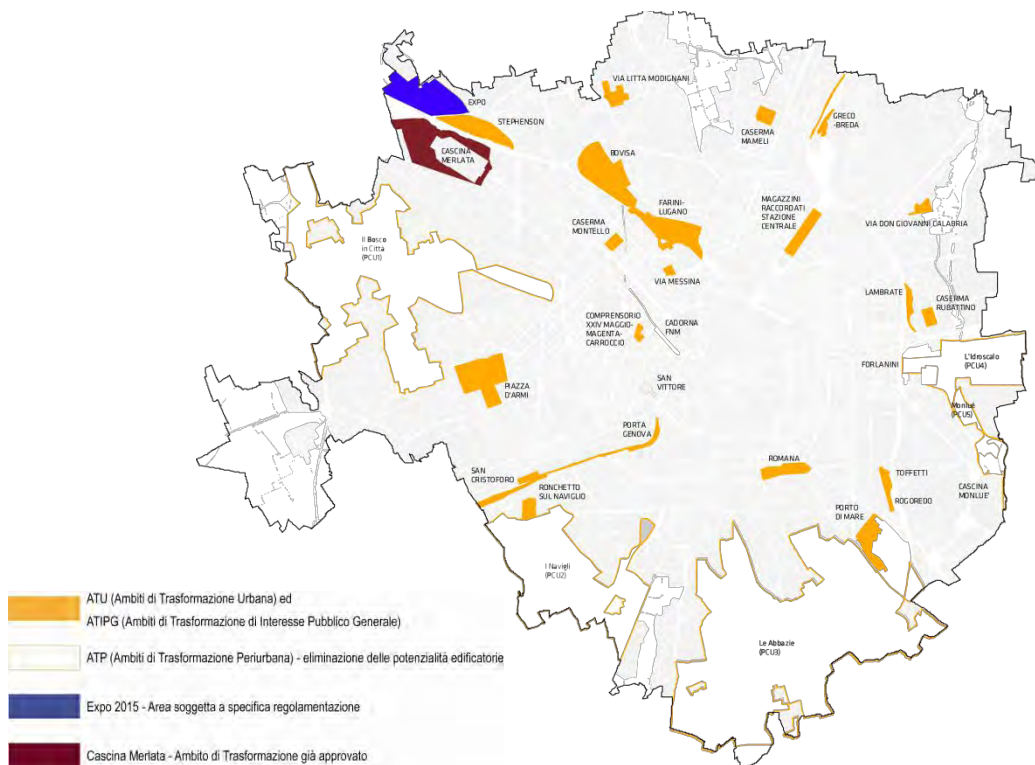 VIA LITTA MODIGNANI
EXPO
STEPHENSON
CASCINA
MERLATA
BOVISA
CASERMA
MAMELI
GRECO
-BREDA
FARINI-
LUGANO
MAGAZZINI
RACCORDATI
STAZIONE
CENTRALE
VIA DON GIOVANNI CALABRIA
CASERMA
MONTELLO
Il Bosco
in Città
(PCU1)
VIA MESSINA
LAMBRATE
CASERMA
RUBATTINO
COMPRENSORIO
XXIV MAGGIO-
MAGENTA-
CARROCCIO
CADORNA
FNM
FORLANINI
L'Idroscalo
(PCU4)
PIAZZA
D'ARMI
SAN
VITTORE
Monluè
(PCU5)
PORTA
GENOVA
ROMANA
SAN
CRISTOFORO
RONCHETTO
SUL NAVIGLIO
TOFFETTI
CASCINA
MONLUE'
ROGOREDO
PORTO
DI MARE
I Navigli
(PCU2)
Le Abbazie
(PCU3)
ATU (Ambiti di Trasformazione Urbana) ed
ATIPG (Ambiti di Trasformazione di Interesse Pubblico Generale)
ATP (Ambiti di Trasformazione Periurbana) - eliminazione delle potenzialità edificatorie
Expo 2015 - Area soggetta a specifica regolamentazione
Cascina Merlata - Ambito di Trasformazione già approvato